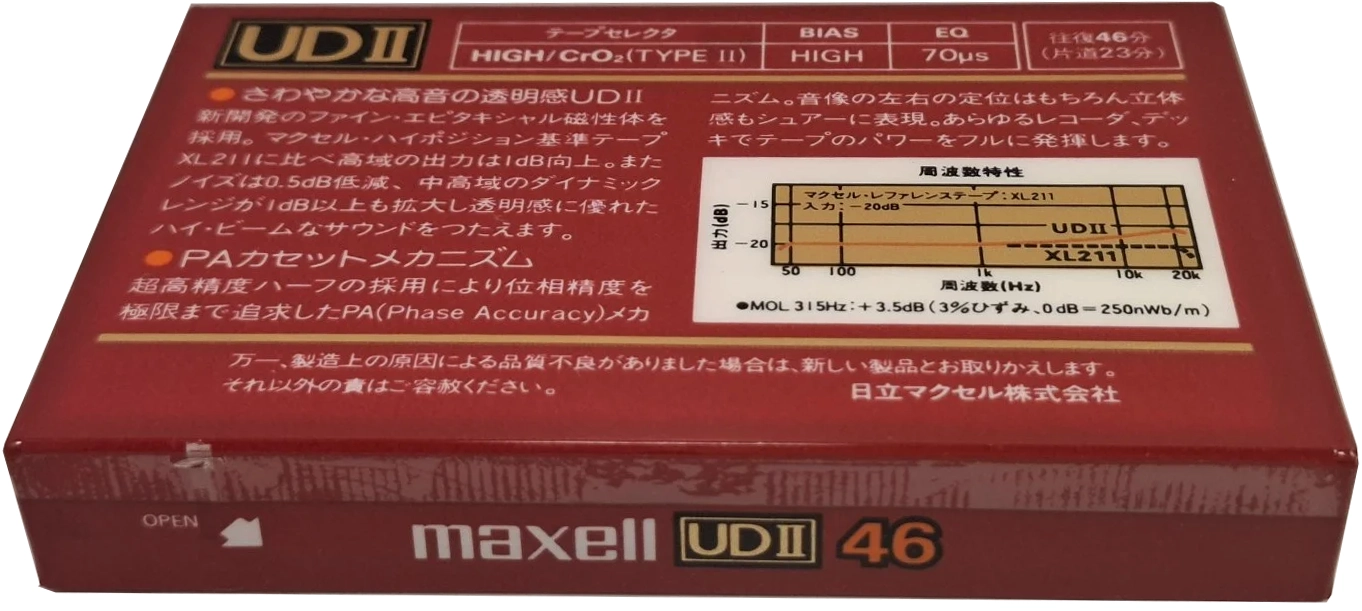 UDII
テープセレクタ BIAS EQ
HIGH/CrO₂(TYPE II) HIGH 70μs
往復46分
(片道23分)
●さわやかな高音の透明感UDII
新開発のファイン・エピタキシャル磁性体を
採用。マクセル・ハイポジション基準テープ
XL211に比べ高域の出力は1dB向上。また
ノイズは0.5dB低減、中高域のダイナミック
レンジが1dB以上も拡大し透明感に優れた
ハイ・ビームなサウンドをつたえます。
●PAカセットメカニズム
超高精度ハーフの採用により位相精度を
極限まで追求したPA(Phase Accuracy)メカ
ニズム。音像の左右の定位はもちろん立体
感もシュアーに表現。あらゆるレコーダ、デッ
キでテープのパワーをフルに発揮します。
周波数特性
マクセル・レファレンステープ:XL211
入力:−20dB
出力(dB)
−15
−20
UDII
XL211
50 100 1k 10k 20k
周波数(Hz)
●MOL 315Hz:+3.5dB(3%ひずみ、0dB=250nWb/m)
万一、製造上の原因による品質不良がありました場合は、新しい製品とお取りかえします。
それ以外の責はご容赦ください。
日立マクセル株式会社
OPEN
maxell UDII 46